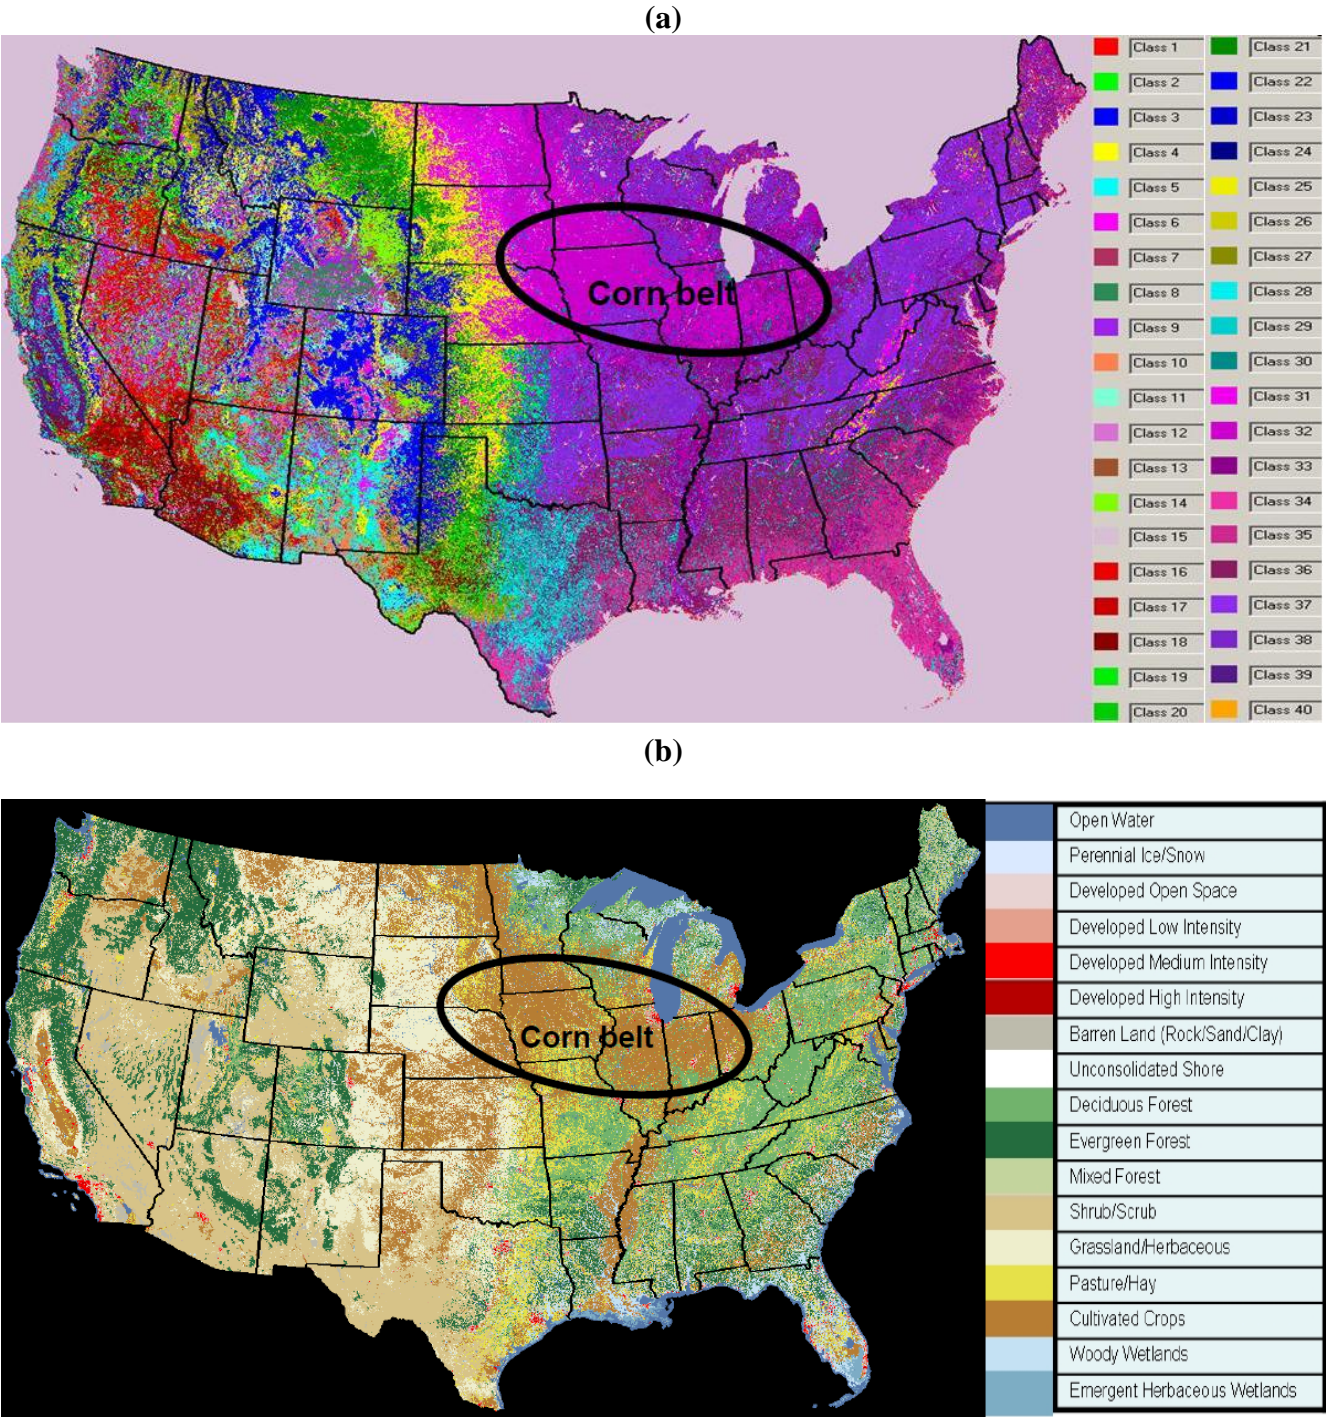 (a)
Class 1
Class 21
Class 2
Class 22
Class 3
Class 23
Class 4
Class 24
Class 5
Class 25
Class 6
Class 26
Class 7
Class 27
Class 8
Class 28
Class 9
Class 29
Class 10
Class 30
Class 11
Class 31
Class 12
Class 32
Class 13
Class 33
Class 14
Class 34
Class 15
Class 35
Class 16
Class 36
Class 17
Class 37
Class 18
Class 38
Class 19
Class 39
Class 20
Class 40
Corn belt
(b)
Open Water
Perennial Ice/Snow
Developed Open Space
Developed Low Intensity
Developed Medium Intensity
Developed High Intensity
Barren Land (Rock/Sand/Clay)
Unconsolidated Shore
Deciduous Forest
Evergreen Forest
Mixed Forest
Shrub/Scrub
Grassland/Herbaceous
Pasture/Hay
Cultivated Crops
Woody Wetlands
Emergent Herbaceous Wetlands
Corn belt